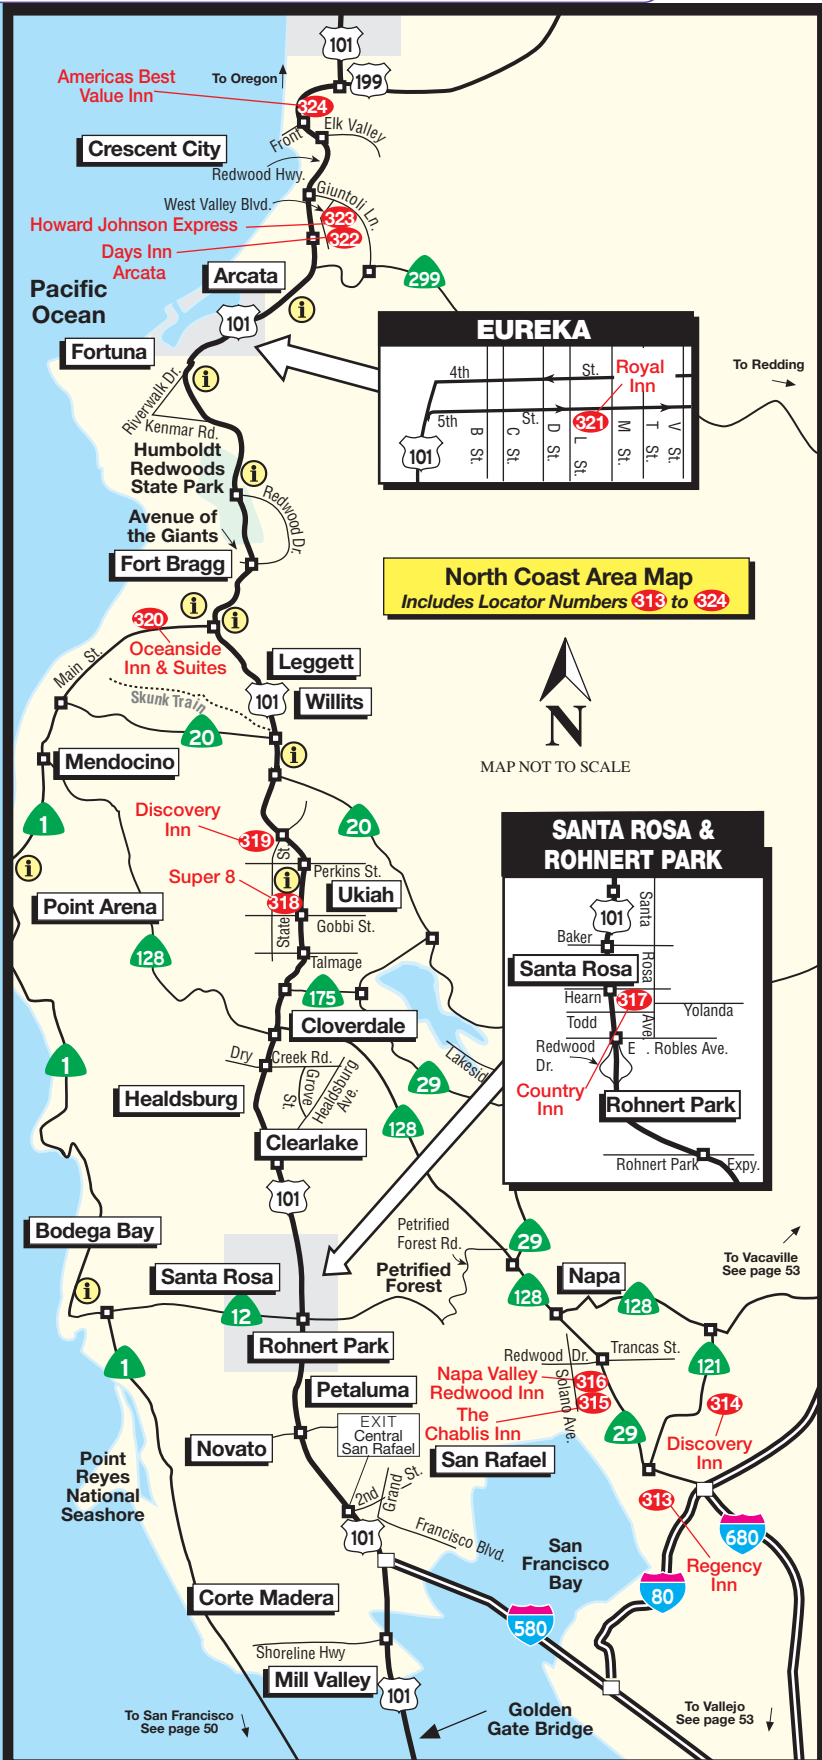 101
199
To Oregon
Americas Best
Value Inn
324
Front
Elk Valley
Crescent City
Redwood Hwy.
West Valley Blvd.
Giuntoli Ln.
Howard Johnson Express
323
322
Days Inn
Arcata
Arcata
299
Pacific
Ocean
101
i
Fortuna
i
EUREKA
4th
St.
Royal
Inn
5th
St.
321
101
B St.
C St.
D St.
L St.
M St.
T St.
V St.
To Redding
Riverwalk Dr.
Kenmar Rd.
Humboldt
Redwoods
State Park
i
Redwood Dr.
Avenue of
the Giants
Fort Bragg
North Coast Area Map
Includes Locator Numbers 313 to 324
i
i
320
Oceanside
Inn & Suites
Main St.
Leggett
Skunk Train
101
Willits
N
MAP NOT TO SCALE
20
i
Mendocino
1
Discovery
Inn
319
20
i
St.
Perkins St.
Super 8
i
318
Ukiah
Point Arena
State
Gobbi St.
128
Talmage
175
Cloverdale
SANTA ROSA &
ROHNERT PARK
101
Santa Rosa Ave.
Baker
Santa Rosa
Hearn
317
Yolanda
Todd
Redwood
Dr.
E . Robles Ave.
Country
Inn
Rohnert Park
Rohnert Park Expy.
1
Dry Creek Rd.
Lakeside
29
Grove St.
Healdsburg Ave.
Healdsburg
128
Clearlake
101
Bodega Bay
Petrified
Forest Rd.
29
To Vacaville
See page 53
Petrified
Forest
Santa Rosa
Napa
i
12
128
128
Rohnert Park
Redwood Dr.
Trancas St.
1
121
Napa Valley
Redwood Inn
316
Petaluma
315
Solano Ave.
314
The
Chablis Inn
EXIT
Central
San Rafael
29
Discovery
Inn
Novato
San Rafael
Point
Reyes
National
Seashore
2nd
Grand St.
313
101
Francisco Blvd.
680
San
Francisco
Bay
Regency
Inn
80
Corte Madera
580
Shoreline Hwy
Mill Valley
101
To San Francisco
See page 50
Golden
Gate Bridge
To Vallejo
See page 53